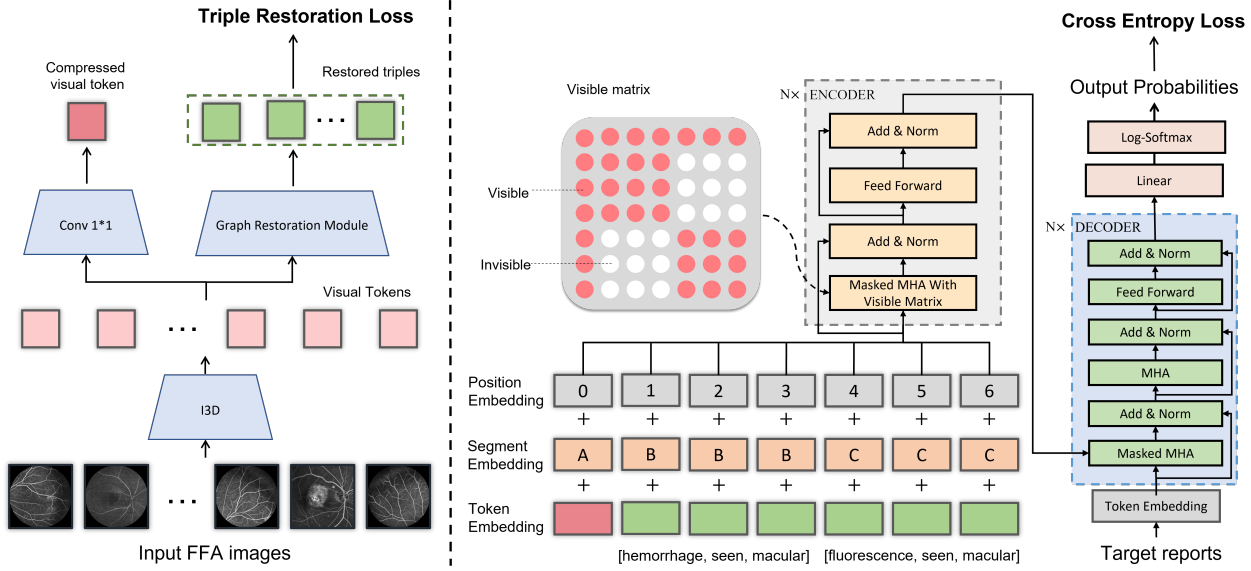 Triple Restoration Loss
Compressed
visual token
Restored triples
Conv 1*1
Graph Restoration Module
Visual Tokens
I3D
Input FFA images
Visible matrix
Visible
Invisible
N× ENCODER
Add & Norm
Feed Forward
Add & Norm
Masked MHA With
Visible Matrix
Position
Embedding
0 1 2 3 4 5 6
+ + + + + + +
Segment
Embedding
A B B B C C C
+ + + + + + +
Token
Embedding
[hemorrhage, seen, macular] [fluorescence, seen, macular]
Cross Entropy Loss
Output Probabilities
Log-Softmax
Linear
N× DECODER
Add & Norm
Feed Forward
Add & Norm
MHA
Add & Norm
Masked MHA
Token Embedding
Target reports